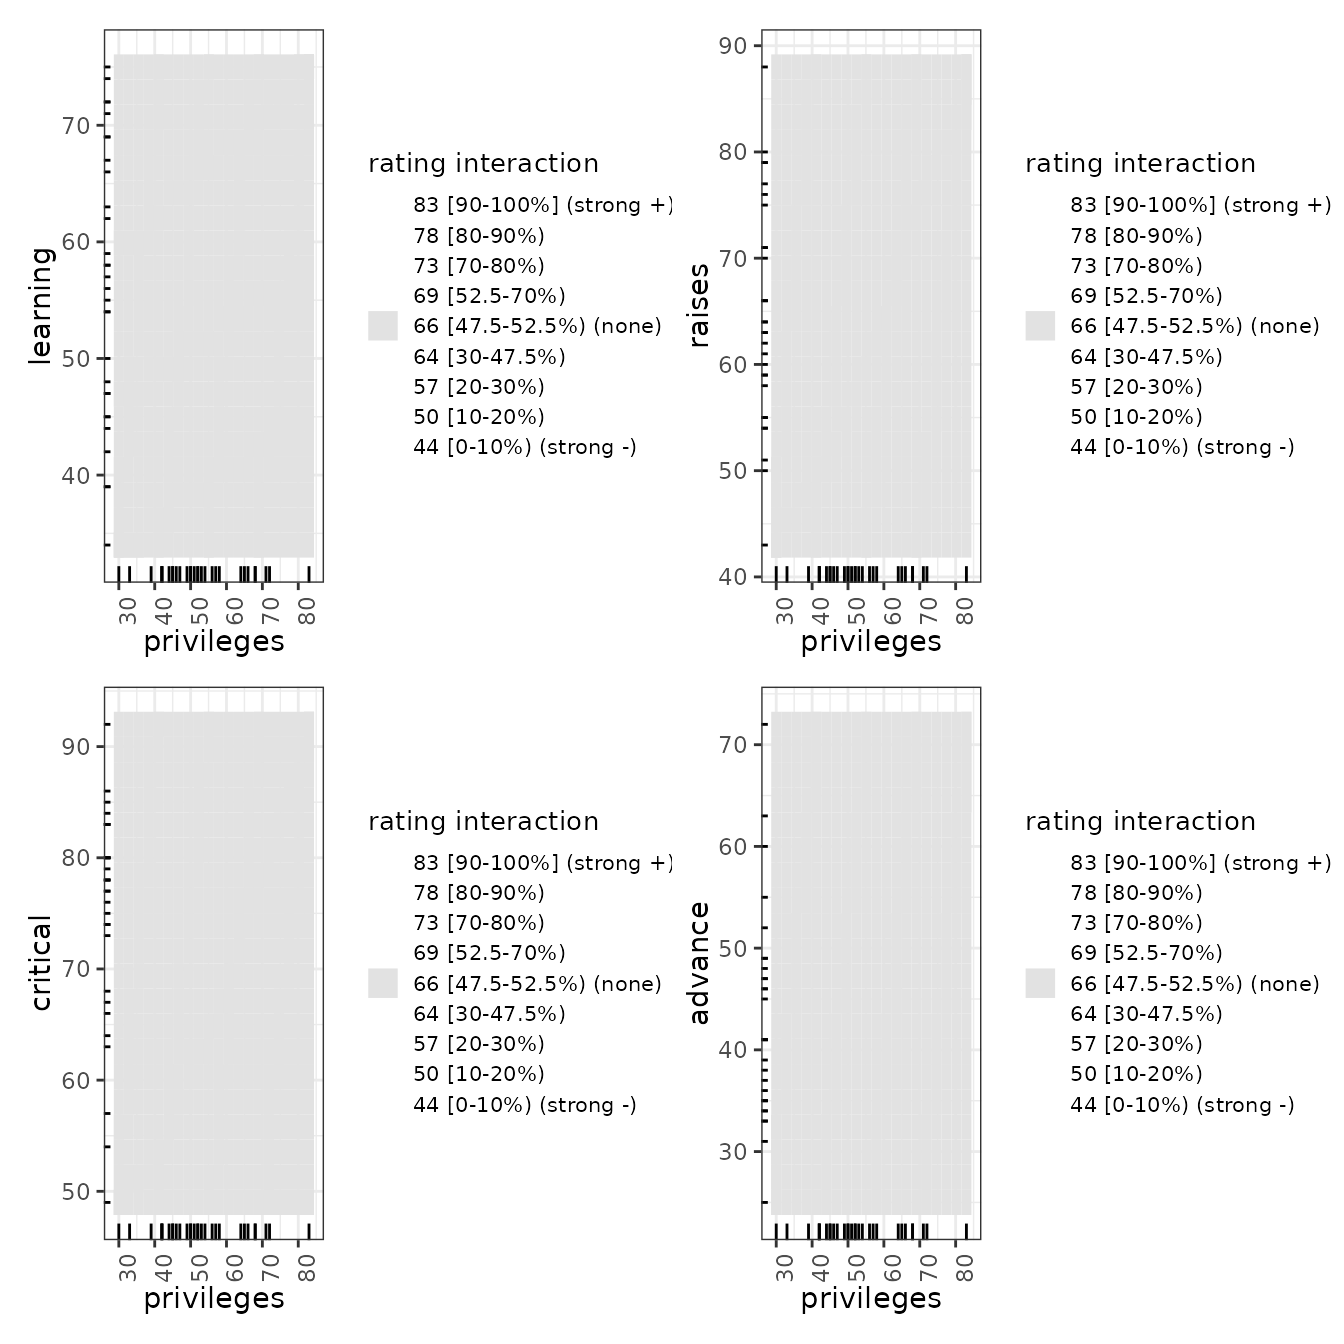 learning
70
60
50
40
30 40 50 60 70 80
privileges
rating interaction
83 [90-100%] (strong +)
78 [80-90%)
73 [70-80%)
69 [52.5-70%)
66 [47.5-52.5%) (none)
64 [30-47.5%)
57 [20-30%)
50 [10-20%)
44 [0-10%) (strong -)
raises
90
80
70
60
50
40
30 40 50 60 70 80
privileges
rating interaction
83 [90-100%] (strong +)
78 [80-90%)
73 [70-80%)
69 [52.5-70%)
66 [47.5-52.5%) (none)
64 [30-47.5%)
57 [20-30%)
50 [10-20%)
44 [0-10%) (strong -)
critical
90
80
70
60
50
30 40 50 60 70 80
privileges
rating interaction
83 [90-100%] (strong +)
78 [80-90%)
73 [70-80%)
69 [52.5-70%)
66 [47.5-52.5%) (none)
64 [30-47.5%)
57 [20-30%)
50 [10-20%)
44 [0-10%) (strong -)
advance
70
60
50
40
30
30 40 50 60 70 80
privileges
rating interaction
83 [90-100%] (strong +)
78 [80-90%)
73 [70-80%)
69 [52.5-70%)
66 [47.5-52.5%) (none)
64 [30-47.5%)
57 [20-30%)
50 [10-20%)
44 [0-10%) (strong -)